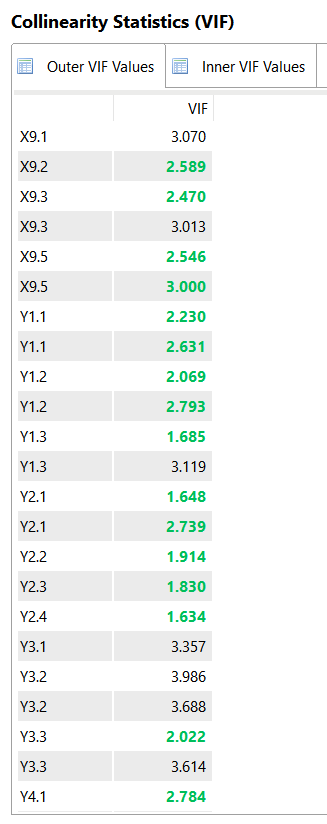 Collinearity Statistics (VIF)
Outer VIF Values Inner VIF Values
VIF
X9.1 3.070
X9.2 2.589
X9.3 2.470
X9.3 3.013
X9.5 2.546
X9.5 3.000
Y1.1 2.230
Y1.1 2.631
Y1.2 2.069
Y1.2 2.793
Y1.3 1.685
Y1.3 3.119
Y2.1 1.648
Y2.1 2.739
Y2.2 1.914
Y2.3 1.830
Y2.4 1.634
Y3.1 3.357
Y3.2 3.986
Y3.2 3.688
Y3.3 2.022
Y3.3 3.614
Y4.1 2.784